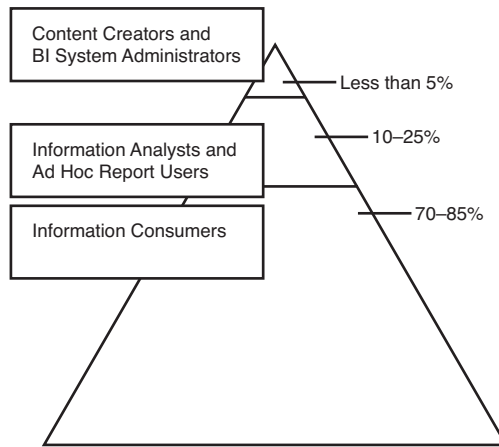 Content Creators and
BI System Administrators
Less than 5%
10–25%
Information Analysts and
Ad Hoc Report Users
70–85%
Information Consumers